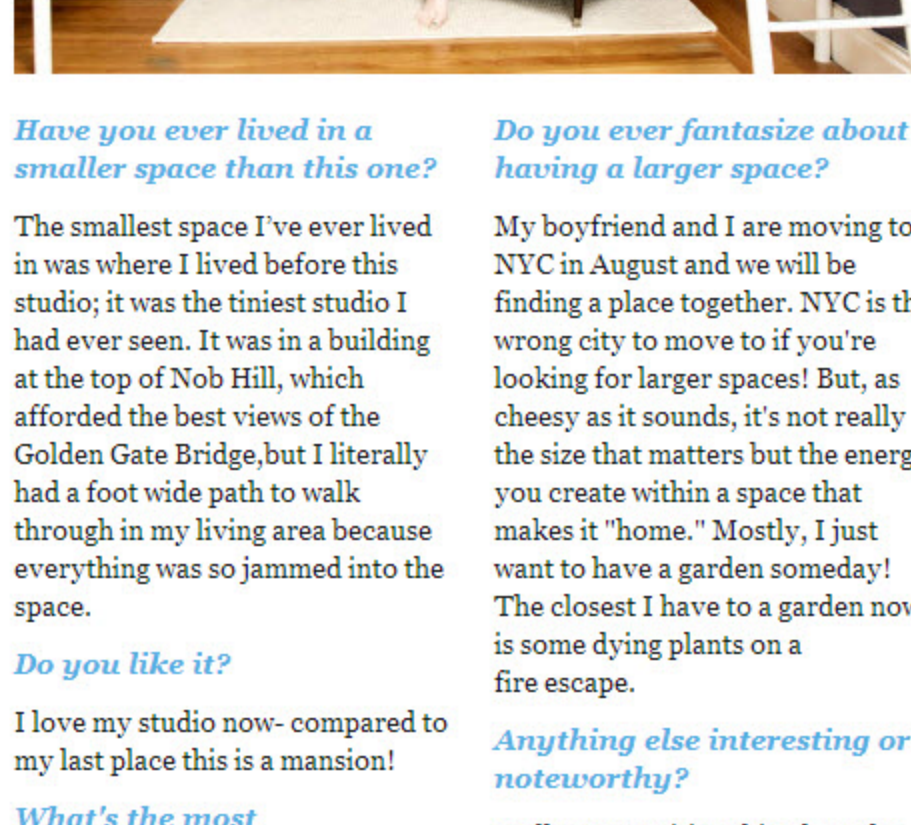 Have you ever lived in a
smaller space than this one?
The smallest space I've ever lived
in was where I lived before this
studio; it was the tiniest studio I
had ever seen. It was in a building
at the top of Nob Hill, which
afforded the best views of the
Golden Gate Bridge,but I literally
had a foot wide path to walk
through in my living area because
everything was so jammed into the
space.
Do you like it?
I love my studio now- compared to
my last place this is a mansion!
What's the most
Do you ever fantasize about
having a larger space?
My boyfriend and I are moving to
NYC in August and we will be
finding a place together. NYC is
wrong city to move to if you're
looking for larger spaces! But, as
cheesy as it sounds, it's not really
the size that matters but the
you create within a space that
makes it "home." Mostly, I just
want to have a garden someday!
The closest I have to a garden
is some dying plants on a
fire escape.
Anything else interesting or
noteworthy?